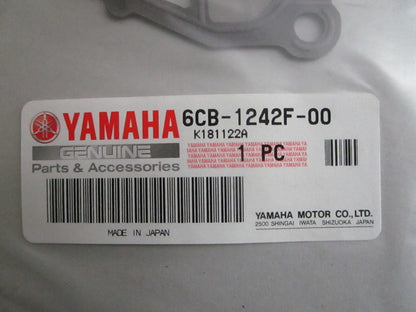 YAMAHA 6CB-1242F-00
K181122A
GENUINE
Parts & Accessories
1 PC
MADE IN JAPAN
YAMAHA MOTOR CO.,LTD.
2500 SHINGAI IWATA SHIZUOKA JAPAN